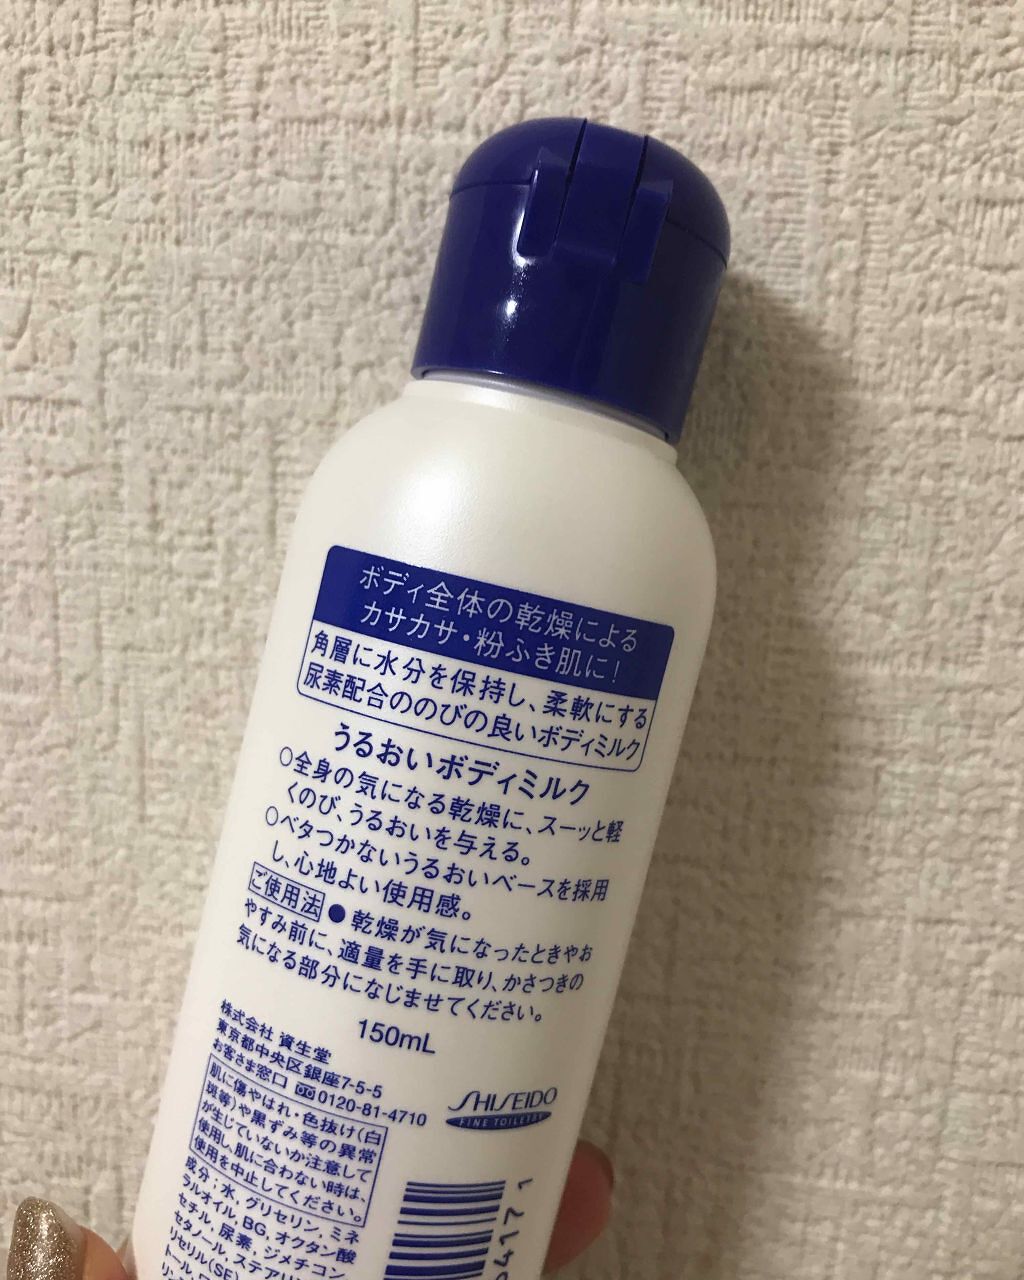 ボディ全体の乾燥による
カサカサ・粉ふき肌に!
角層に水分を保持し、柔軟にする
尿素配合ののびの良いボディミルク
うるおいボディミルク
○全身の気になる乾燥に、スーッと軽
くのび、うるおいを与える。
○ベタつかないうるおいベースを採用
し、心地よい使用感。
ご使用法 ●乾燥が気になったときやお
やすみ前に、適量を手に取り、かさつきの
気になる部分になじませてください。
150mL
株式会社 資生堂
東京都中央区銀座7-5-5
お客さま窓口 0120-81-4710
SHISEIDO
FINE TOILETRY
肌に傷やはれ・色抜け(白
斑等)や黒ずみ等の異常
が生じていないか注意して
使用し、肌に合わない時は、
使用を中止してください。
成分:水、グリセリン、ミネ
ラルオイル、BG、オクタン酸
セチル、尿素、ジメチコン
セタノール、ステアリ
リセリル(SE)
トール
4171